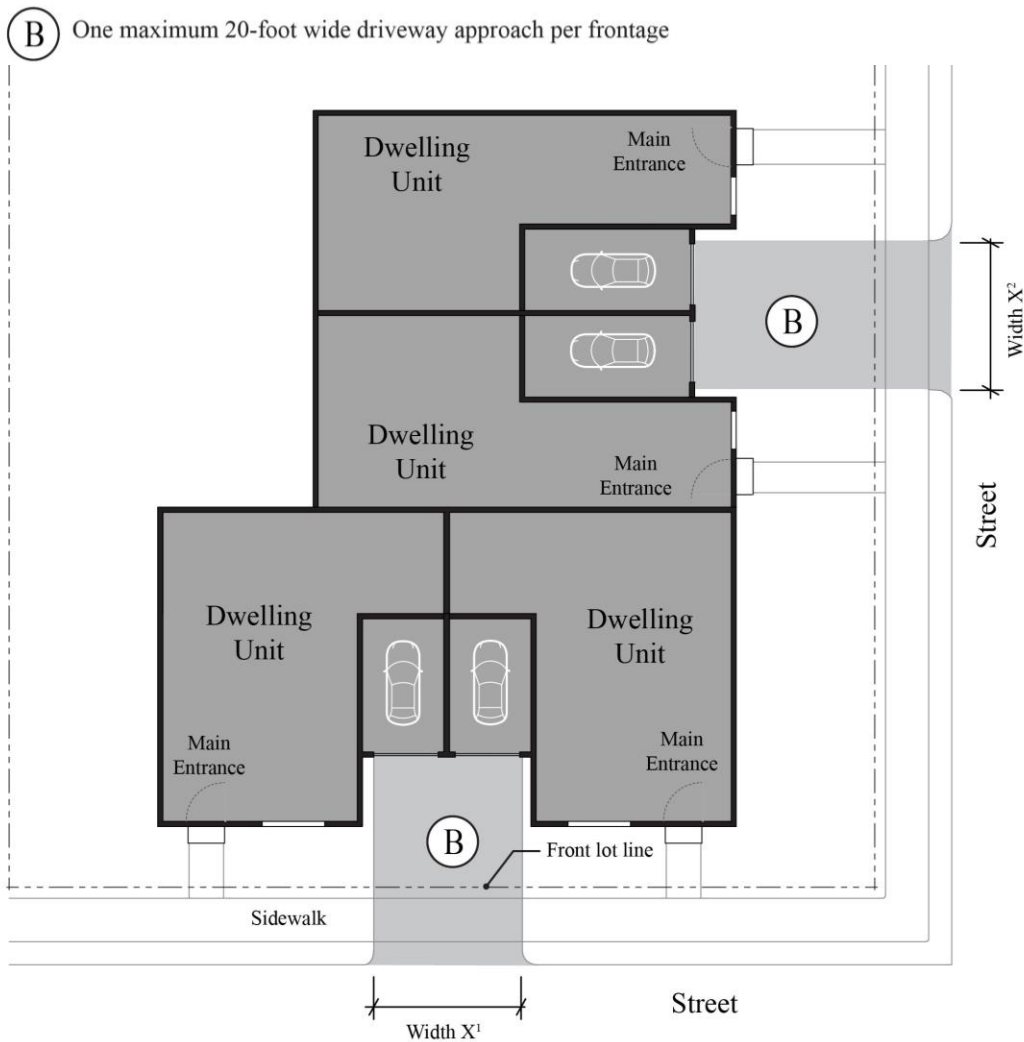 B One maximum 20-foot wide driveway approach per frontage
Dwelling
Unit
Main
Entrance
B
Width X²
Dwelling
Unit
Main
Entrance
Street
Dwelling
Unit
Dwelling
Unit
Main
Entrance
Main
Entrance
B
Front lot line
Sidewalk
Street
Width X¹